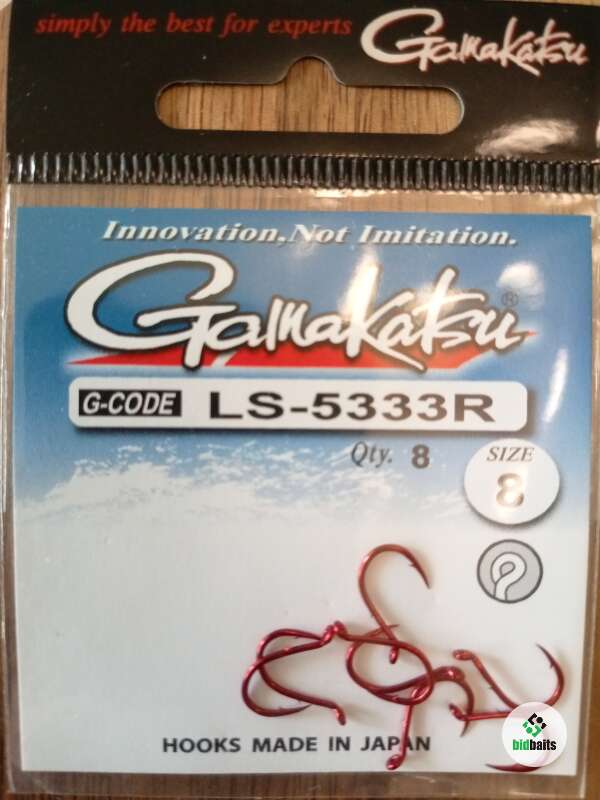 simply the best for experts Gamakatsu
Innovation, Not Imitation.
Gamakatsu®
G-CODE LS-5333R
Qty. 8
SIZE
8
HOOKS MADE IN JAPAN
bidbaits